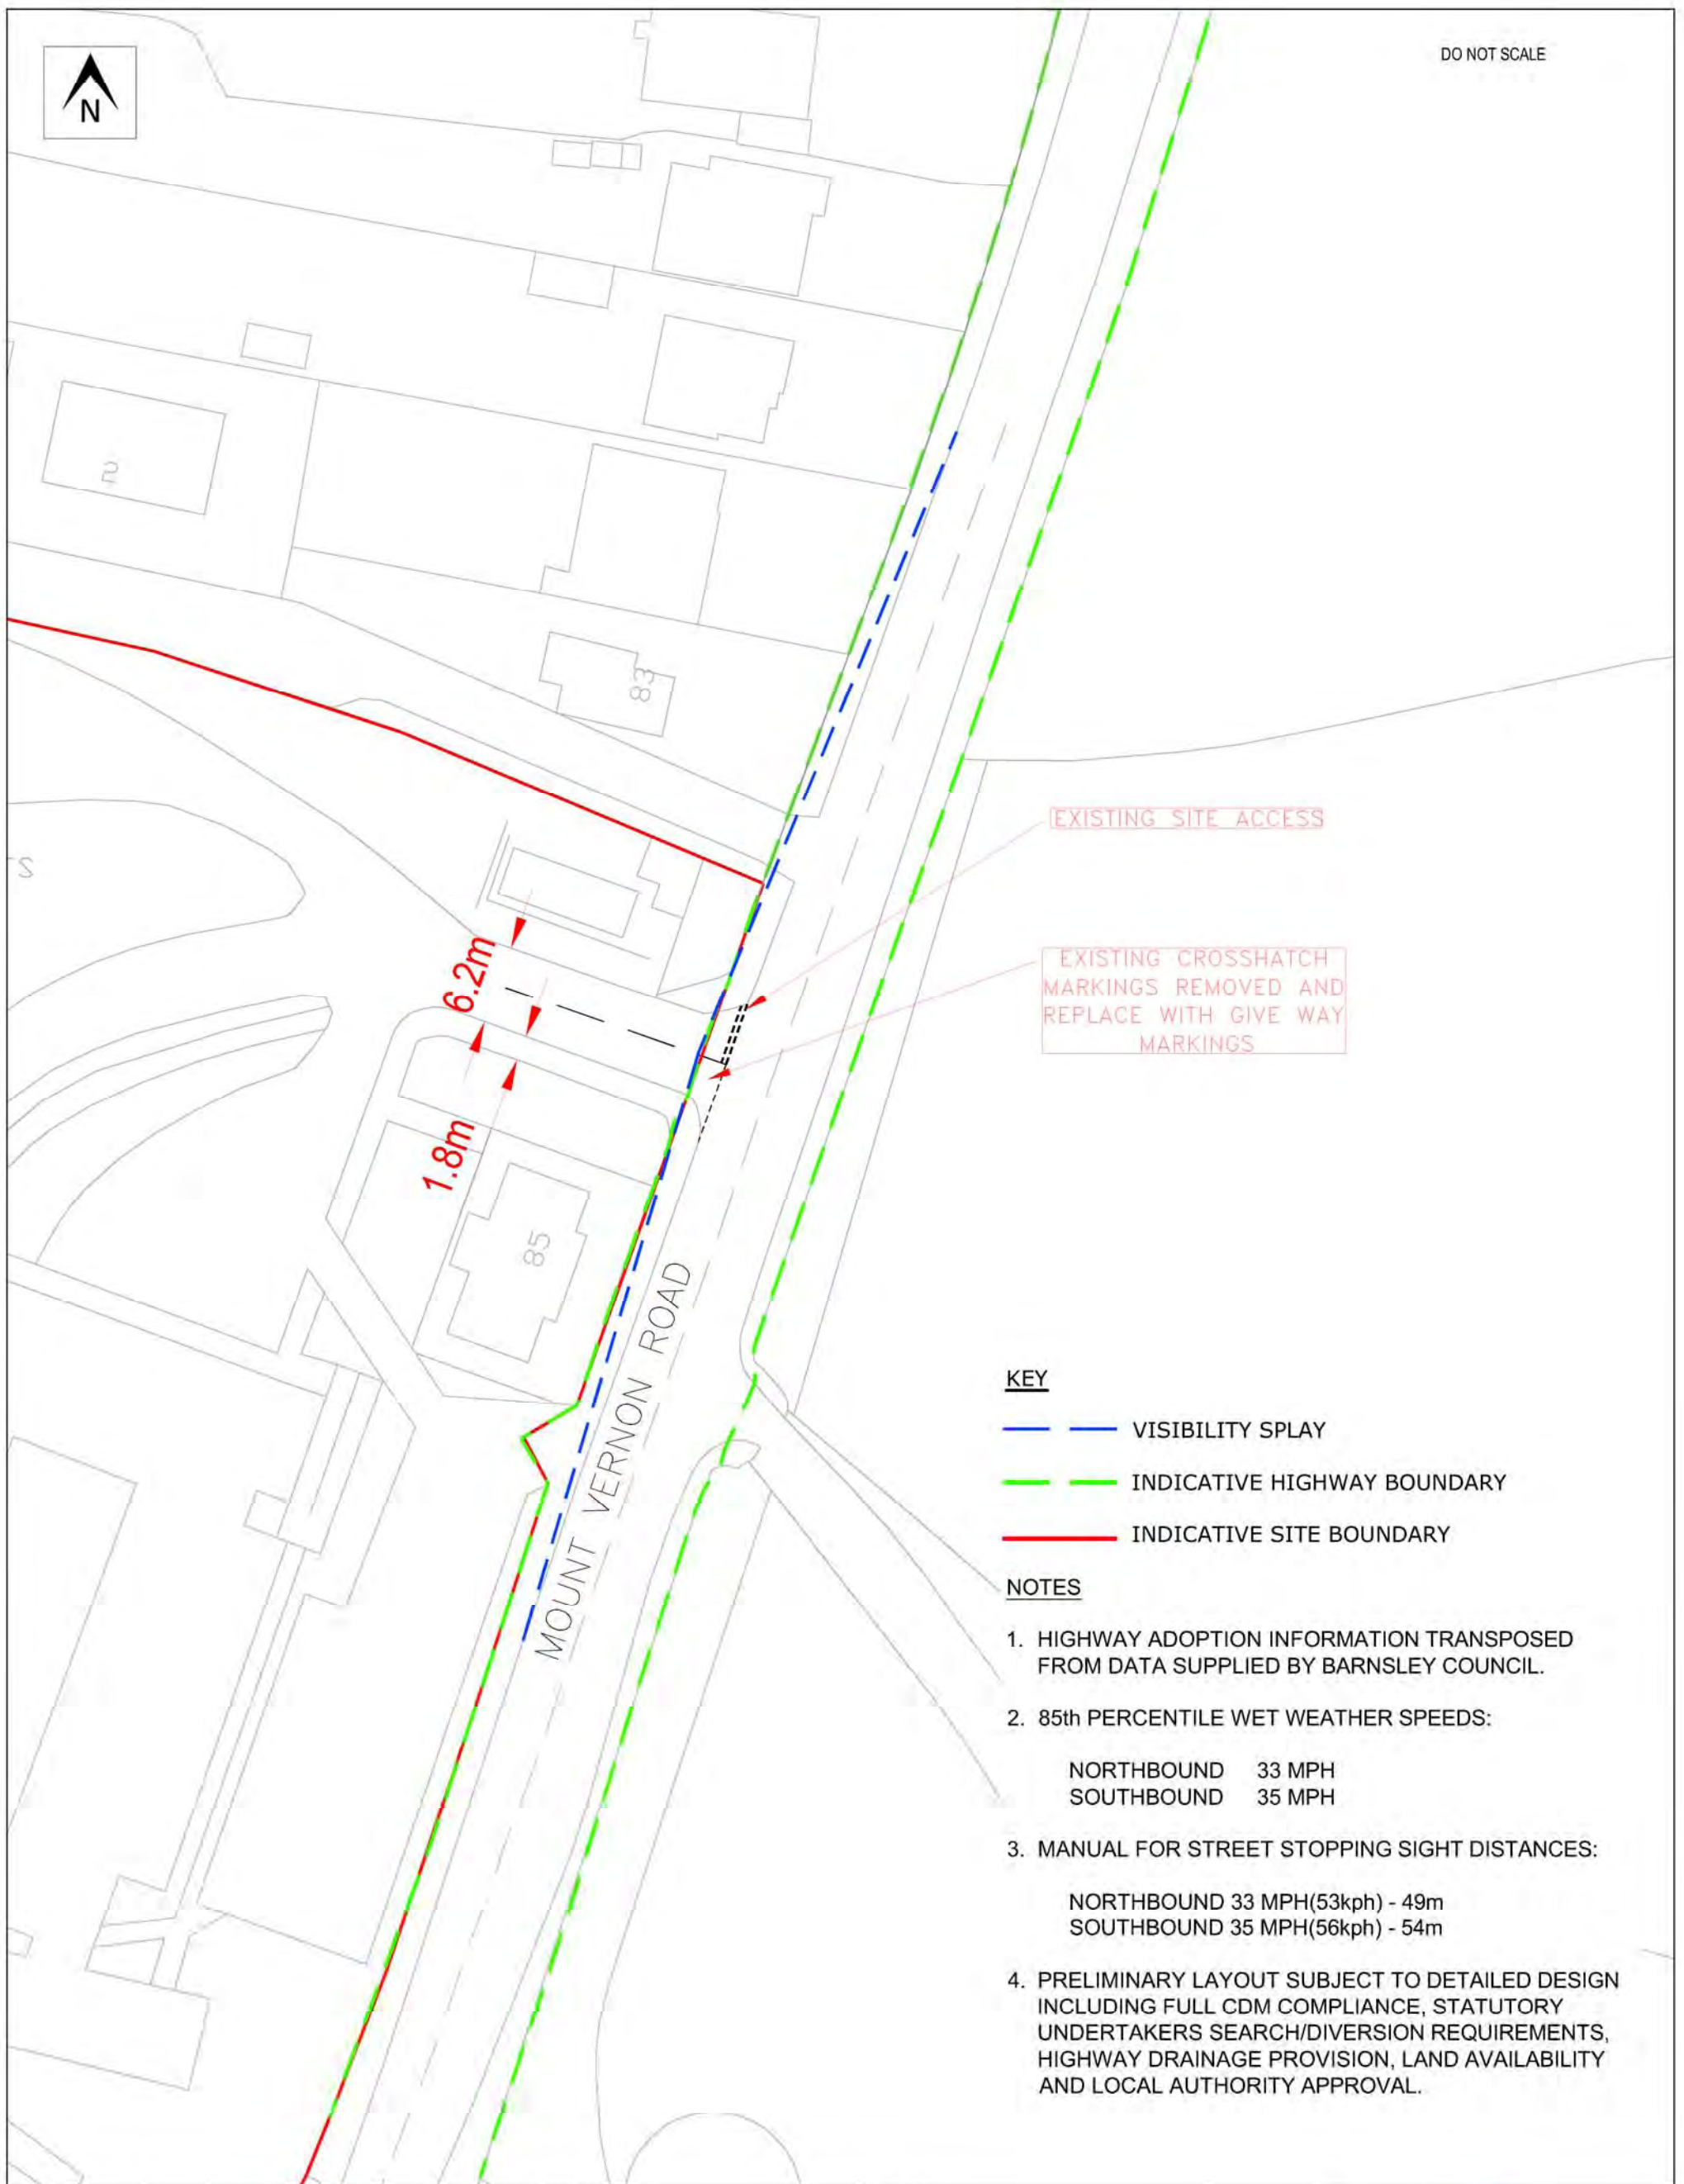 DO NOT SCALE
N
2
83
S
EXISTING SITE ACCESS
6.2m
EXISTING CROSSHATCH
MARKINGS REMOVED AND
REPLACE WITH GIVE WAY
MARKINGS
1.8m
85
MOUNT VERNON ROAD
KEY
VISIBILITY SPLAY
INDICATIVE HIGHWAY BOUNDARY
INDICATIVE SITE BOUNDARY
NOTES
1. HIGHWAY ADOPTION INFORMATION TRANSPOSED
FROM DATA SUPPLIED BY BARNSLEY COUNCIL.
2. 85th PERCENTILE WET WEATHER SPEEDS:
NORTHBOUND 33 MPH
SOUTHBOUND 35 MPH
3. MANUAL FOR STREET STOPPING SIGHT DISTANCES:
NORTHBOUND 33 MPH(53kph) - 49m
SOUTHBOUND 35 MPH(56kph) - 54m
4. PRELIMINARY LAYOUT SUBJECT TO DETAILED DESIGN
INCLUDING FULL CDM COMPLIANCE, STATUTORY
UNDERTAKERS SEARCH/DIVERSION REQUIREMENTS,
HIGHWAY DRAINAGE PROVISION, LAND AVAILABILITY
AND LOCAL AUTHORITY APPROVAL.